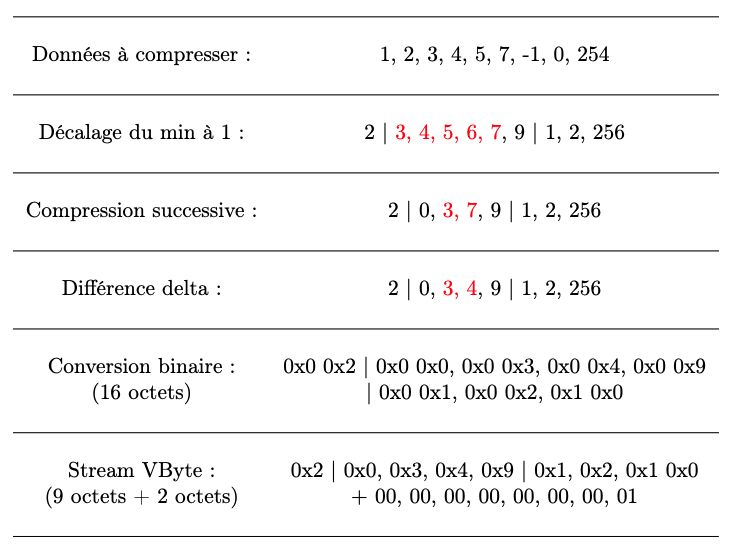 Données à compresser : 1, 2, 3, 4, 5, 7, -1, 0, 254
Décalage du min à 1 : 2 | 3, 4, 5, 6, 7, 9 | 1, 2, 256
Compression successive : 2 | 0, 3, 7, 9 | 1, 2, 256
Différence delta : 2 | 0, 3, 4, 9 | 1, 2, 256
Conversion binaire : 0x0 0x2 | 0x0 0x0, 0x0 0x3, 0x0 0x4, 0x0 0x9
(16 octets) | 0x0 0x1, 0x0 0x2, 0x1 0x0
Stream VByte : 0x2 | 0x0, 0x3, 0x4, 0x9 | 0x1, 0x2, 0x1 0x0
(9 octets + 2 octets) + 00, 00, 00, 00, 00, 00, 00, 01